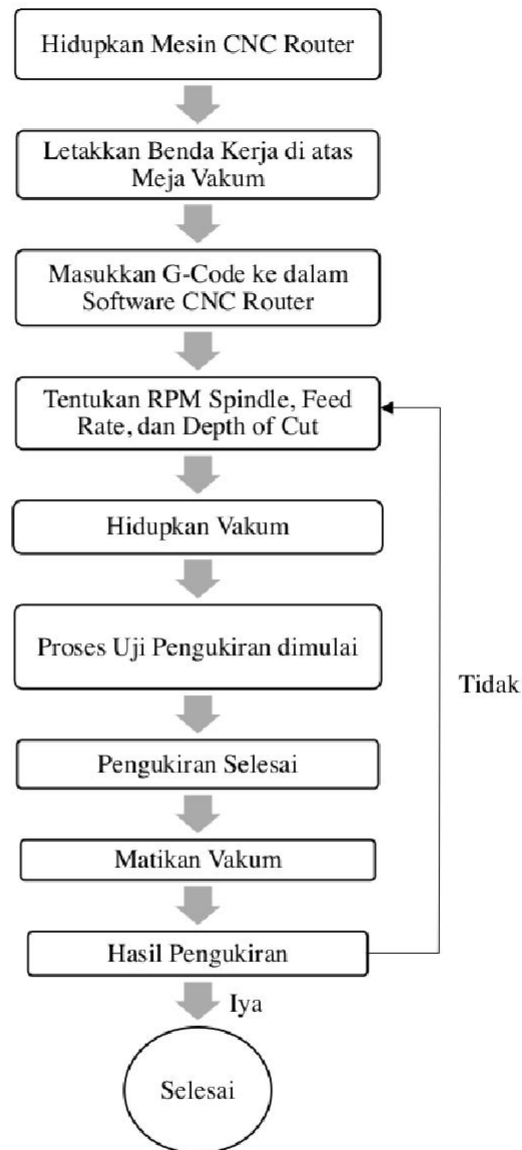 Hidupkan Mesin CNC Router
Letakkan Benda Kerja di atas
Meja Vakum
Masukkan G-Code ke dalam
Software CNC Router
Tentukan RPM Spindle, Feed
Rate, dan Depth of Cut
Hidupkan Vakum
Proses Uji Pengukiran dimulai
Tidak
Pengukiran Selesai
Matikan Vakum
Hasil Pengukiran
Iya
Selesai